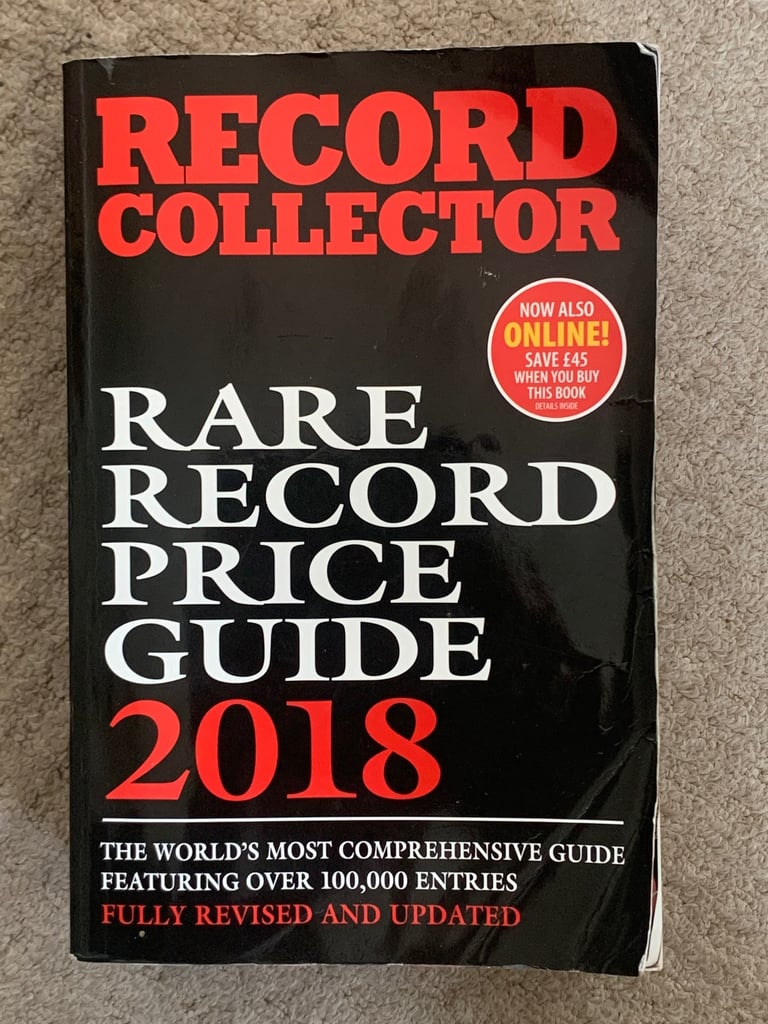 RECORD
COLLECTOR
NOW ALSO
ONLINE!
SAVE £45
WHEN YOU BUY
THIS BOOK
DETAILS INSIDE
RARE
RECORD
PRICE
GUIDE
2018
THE WORLD'S MOST COMPREHENSIVE GUIDE
FEATURING OVER 100,000 ENTRIES
FULLY REVISED AND UPDATED